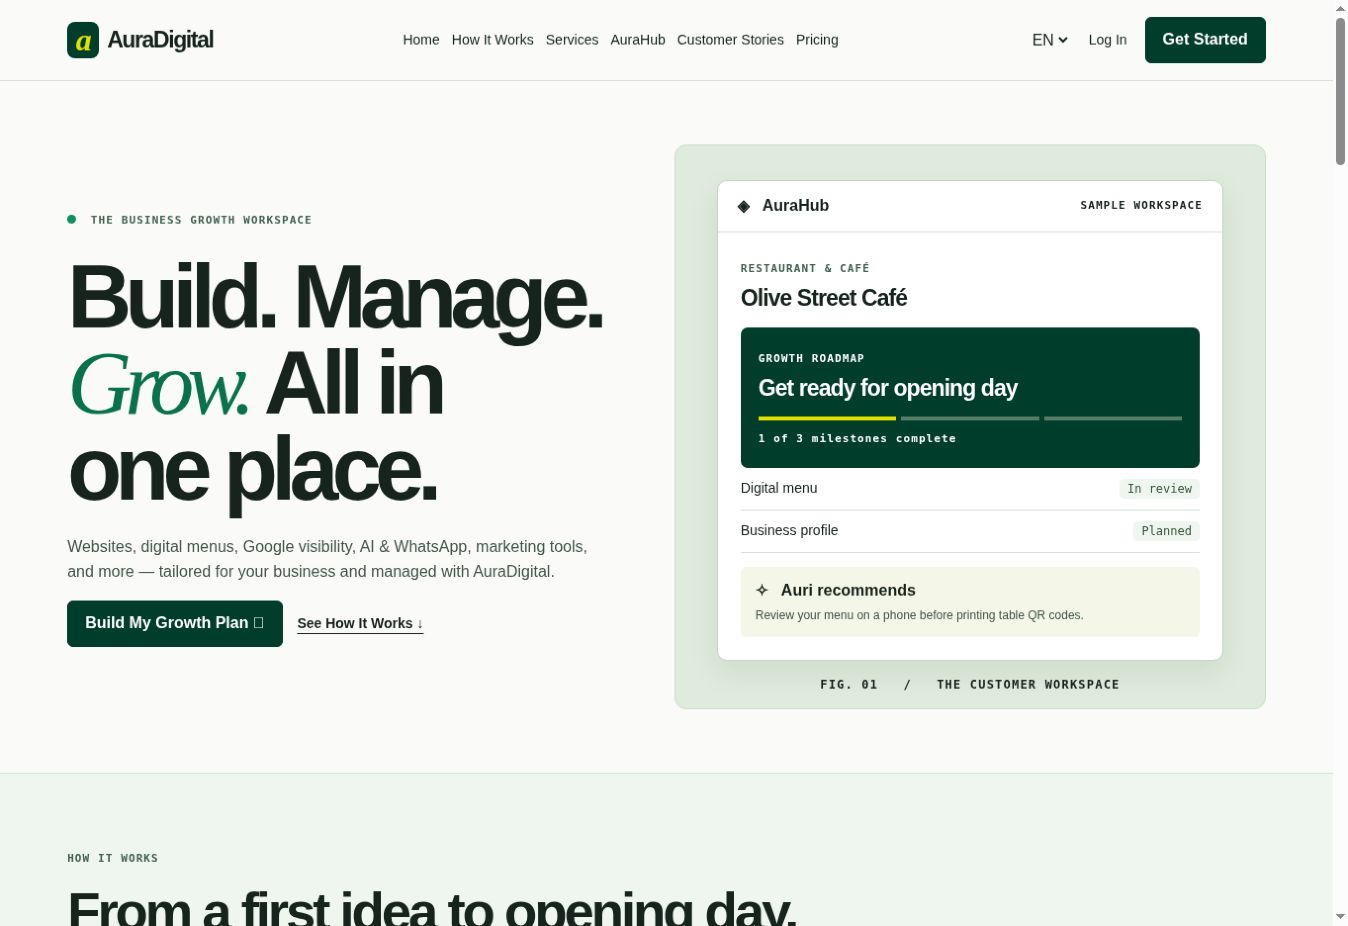 a AuraDigital
Home How It Works Services AuraHub Customer Stories Pricing
EN Log In Get Started
THE BUSINESS GROWTH WORKSPACE
Build. Manage.
Grow. All in
one place.
Websites, digital menus, Google visibility, AI & WhatsApp, marketing tools,
and more — tailored for your business and managed with AuraDigital.
Build My Growth Plan
See How It Works ↓
◈ AuraHub
SAMPLE WORKSPACE
RESTAURANT & CAFÉ
Olive Street Café
GROWTH ROADMAP
Get ready for opening day
1 of 3 milestones complete
Digital menu In review
Business profile Planned
✧ Auri recommends
Review your menu on a phone before printing table QR codes.
FIG. 01 / THE CUSTOMER WORKSPACE
HOW IT WORKS
From a first idea to opening day.